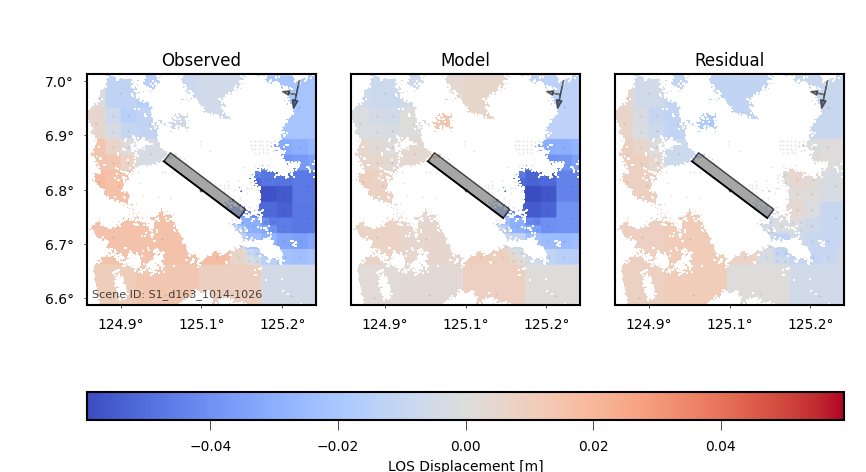 Observed Model Residual
7.0°
6.9°
6.8°
6.7°
6.6°
Scene ID: S1_d163_1014-1026
124.9° 125.1° 125.2° 124.9° 125.1° 125.2° 124.9° 125.1° 125.2°
−0.04 −0.02 0.00 0.02 0.04
LOS Displacement [m]